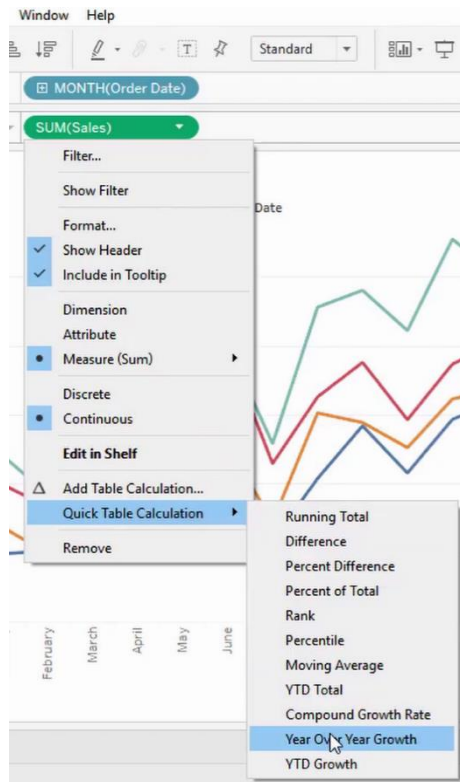 Window Help
Standard
MONTH(Order Date)
SUM(Sales)
Filter...
Show Filter
Date
Format...
Show Header
Include in Tooltip
Dimension
Attribute
Measure (Sum)
Discrete
Continuous
Edit in Shelf
Add Table Calculation...
Quick Table Calculation
Remove
Running Total
Difference
Percent Difference
Percent of Total
Rank
Percentile
Moving Average
YTD Total
Compound Growth Rate
Year Over Year Growth
YTD Growth
February
March
April
May
June